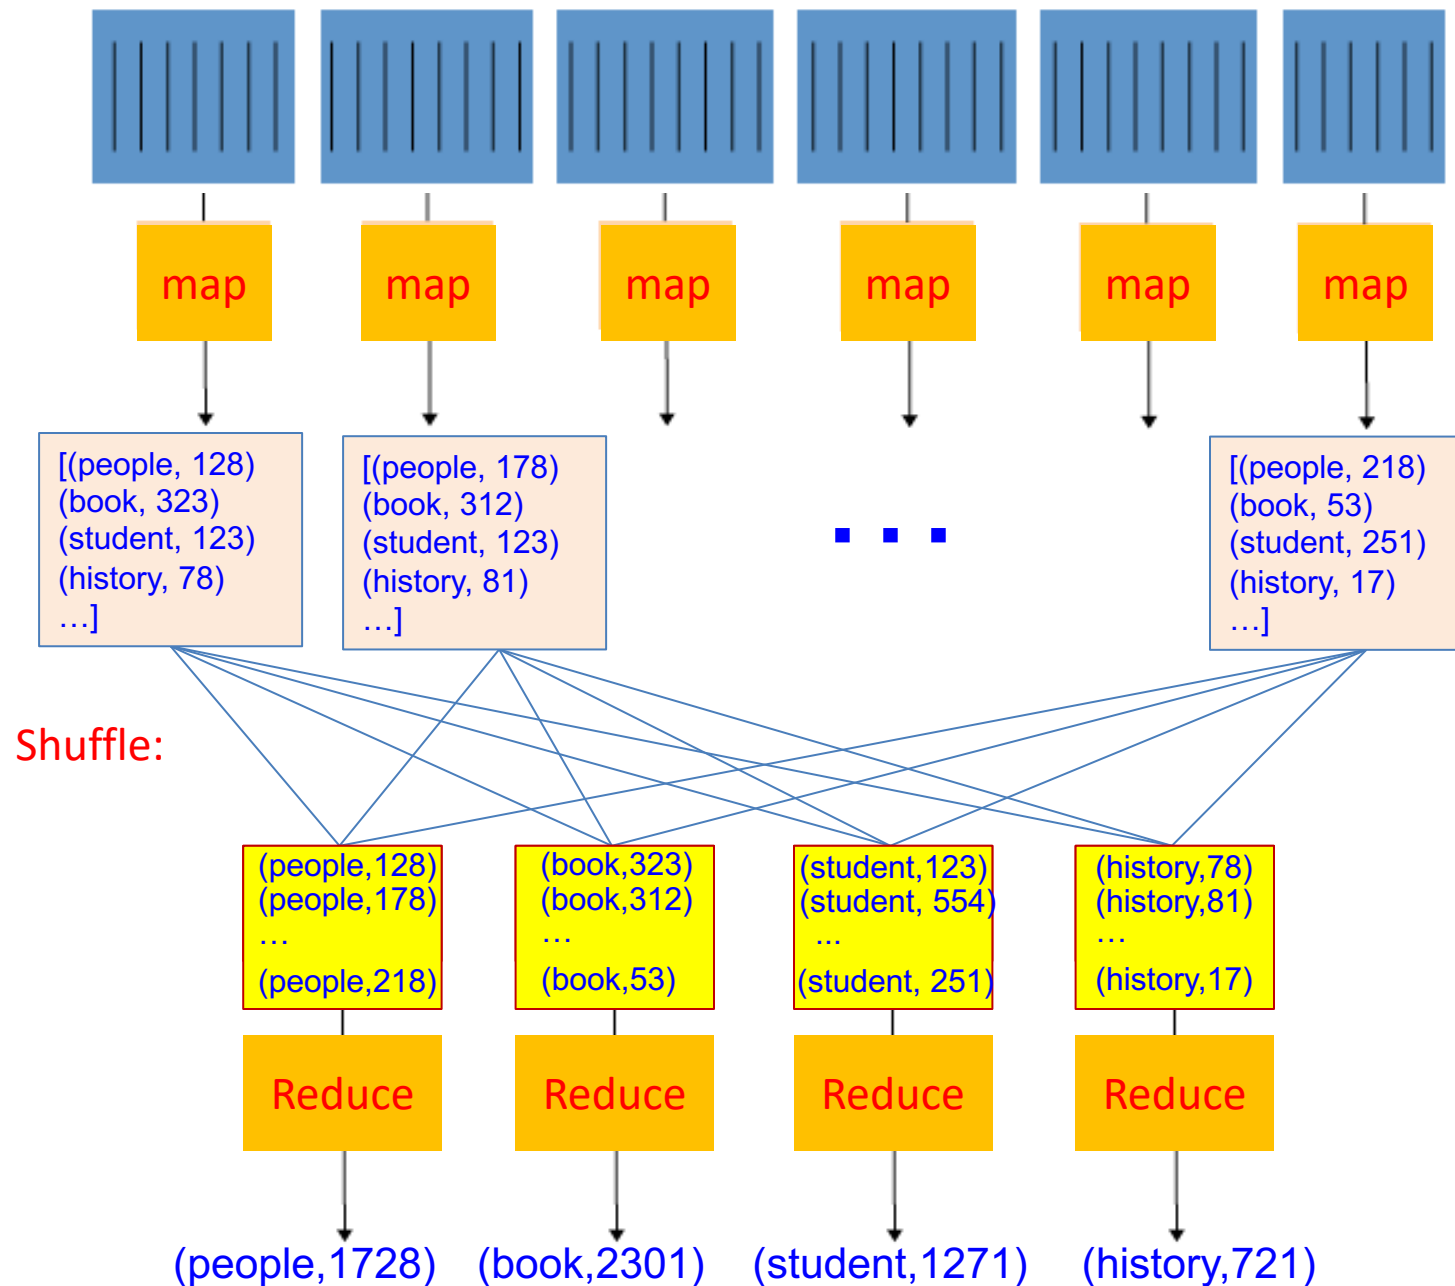 map
map
map
map
map
map
[(people, 128)
(book, 323)
(student, 123)
(history, 78)
…]
[(people, 178)
(book, 312)
(student, 123)
(history, 81)
…]
[(people, 218)
(book, 53)
(student, 251)
(history, 17)
…]
Shuffle:
(people,128)
(people,178)
…
(people,218)
(book,323)
(book,312)
…
(book,53)
(student,123)
(student, 554)
...
(student, 251)
(history,78)
(history,81)
…
(history,17)
Reduce
Reduce
Reduce
Reduce
(people,1728)
(book,2301)
(student,1271)
(history,721)